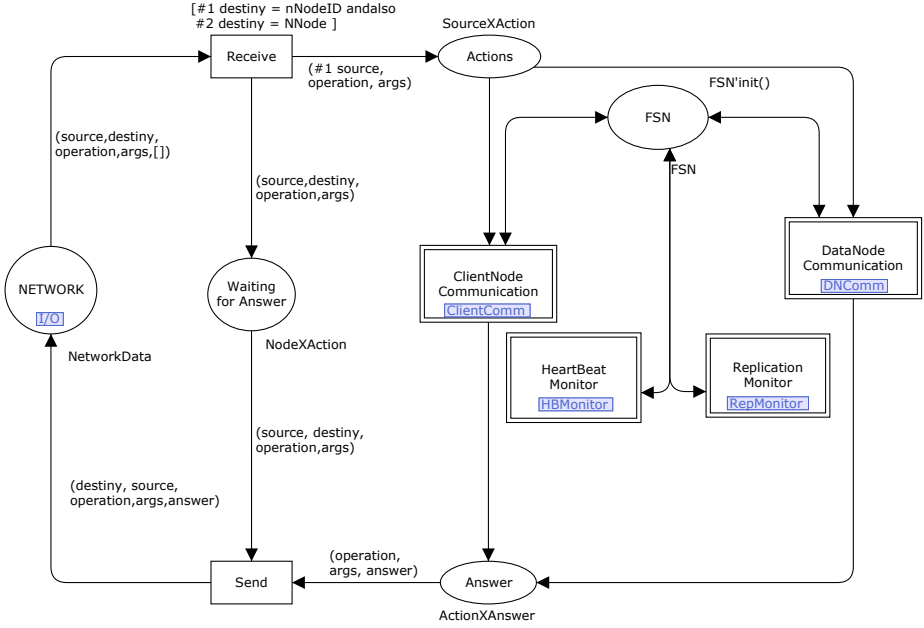 [#1 destiny = nNodeID andalso
#2 destiny = NNode ]
Receive
SourceXAction
Actions
(#1 source,
operation, args)
FSN'init()
FSN
FSN
(source,destiny,
operation,args,[])
(source,destiny,
operation,args)
NETWORK
I/O
NetworkData
Waiting
for Answer
NodeXAction
ClientNode
Communication
ClientComm
DataNode
Communication
DNComm
HeartBeat
Monitor
HBMonitor
Replication
Monitor
RepMonitor
(source, destiny,
operation,args)
(destiny, source,
operation,args,answer)
Send
(operation,
args, answer)
Answer
ActionXAnswer